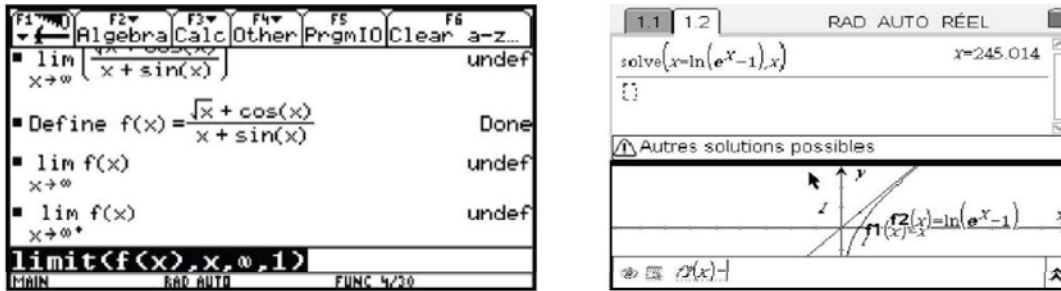 F1 F2 F3 F4 F5 F6
Algebra Calc Other PrgmIO Clear a-z…
lim x→∞ (√x + cos(x) / x + sin(x)) undef
Define f(x) = √x + cos(x) / x + sin(x) Done
lim x→∞ f(x) undef
lim x→∞+ f(x) undef
limit(f(x),x,∞,1)
MAIN RAD AUTO FUNC 4/30
1.1 1.2 RAD AUTO RÉEL
solve(x=ln(e^x−1),x) x=245.014
Autres solutions possibles
y
1
f2(x)=ln(e^x−1)
f1(x)=x